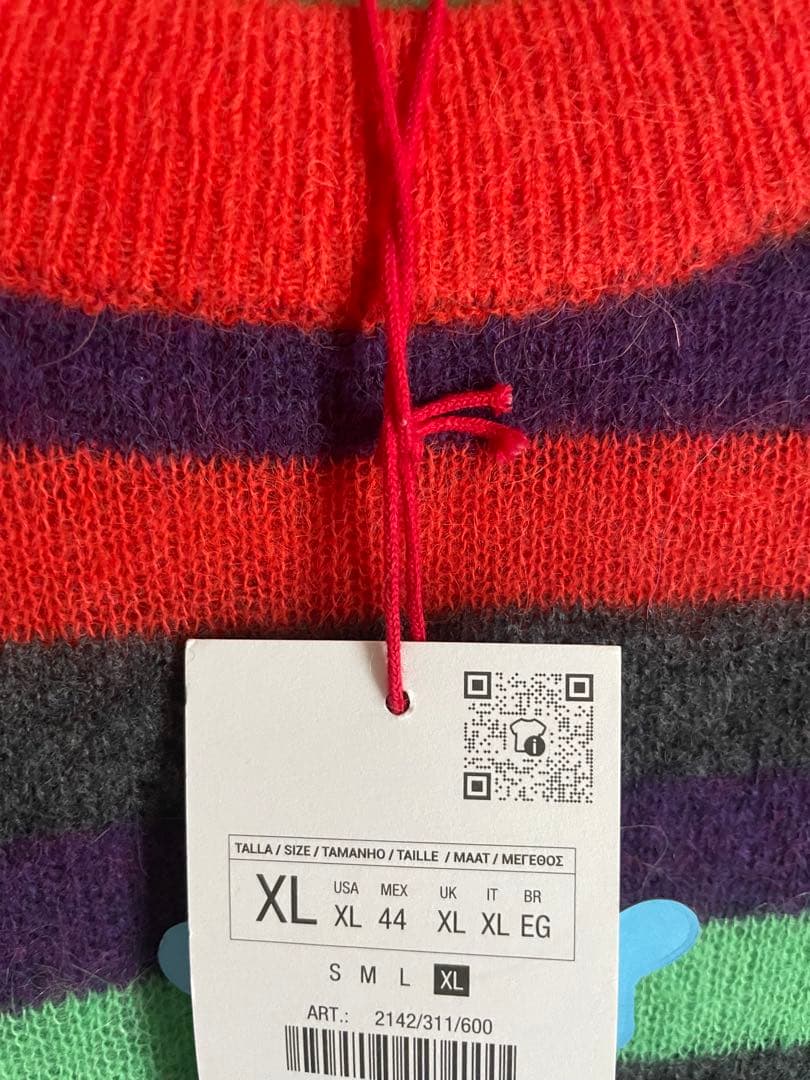 TALLA / SIZE / TAMANHO / TAILLE / MAAT / ΜΕΓΕΘΟΣ
XL USA XL MEX 44 UK XL IT XL BR EG
S M L XL
ART.: 2142/311/600